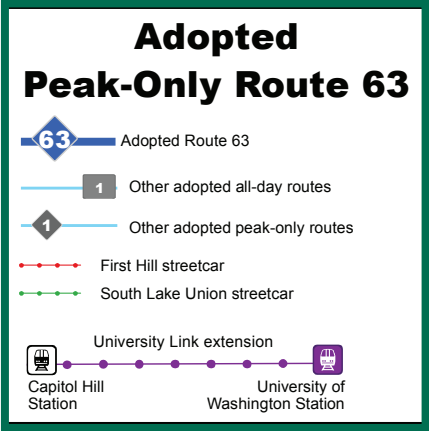 Adopted
Peak-Only Route 63
63 Adopted Route 63
1 Other adopted all-day routes
1 Other adopted peak-only routes
First Hill streetcar
South Lake Union streetcar
University Link extension
Capitol Hill
Station
University of
Washington Station